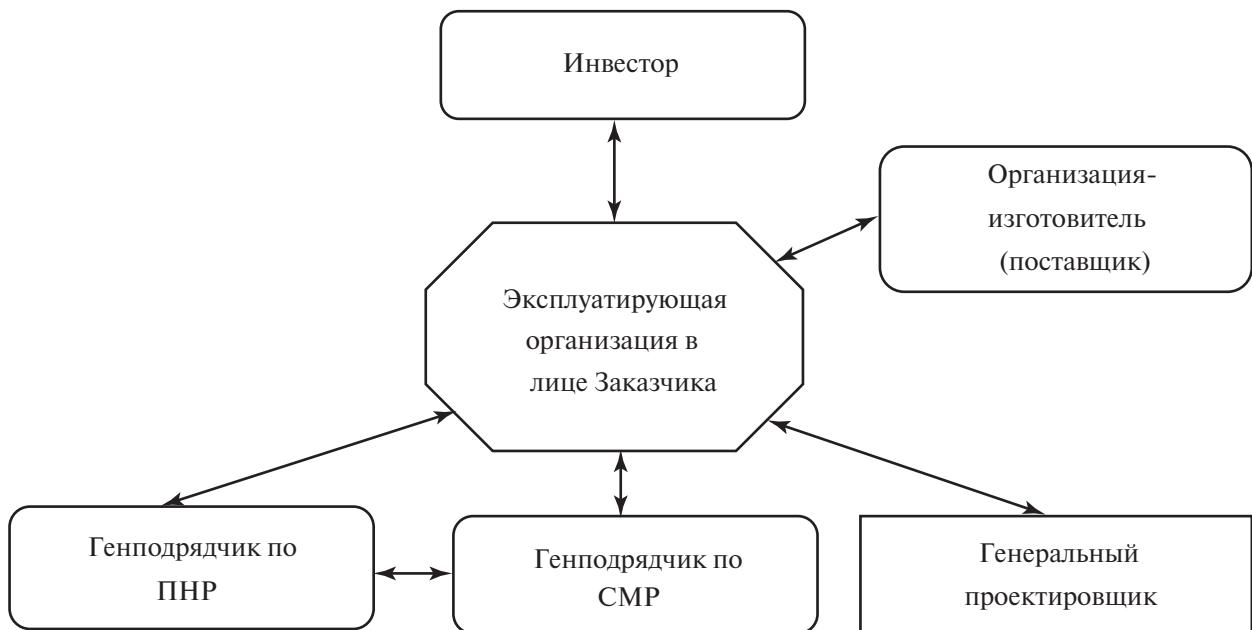 Инвестор
Организация-
изготовитель
(поставщик)
Эксплуатирующая
организация в
лице Заказчика
Генподрядчик по
ПНР
Генподрядчик по
СМР
Генеральный
проектировщик